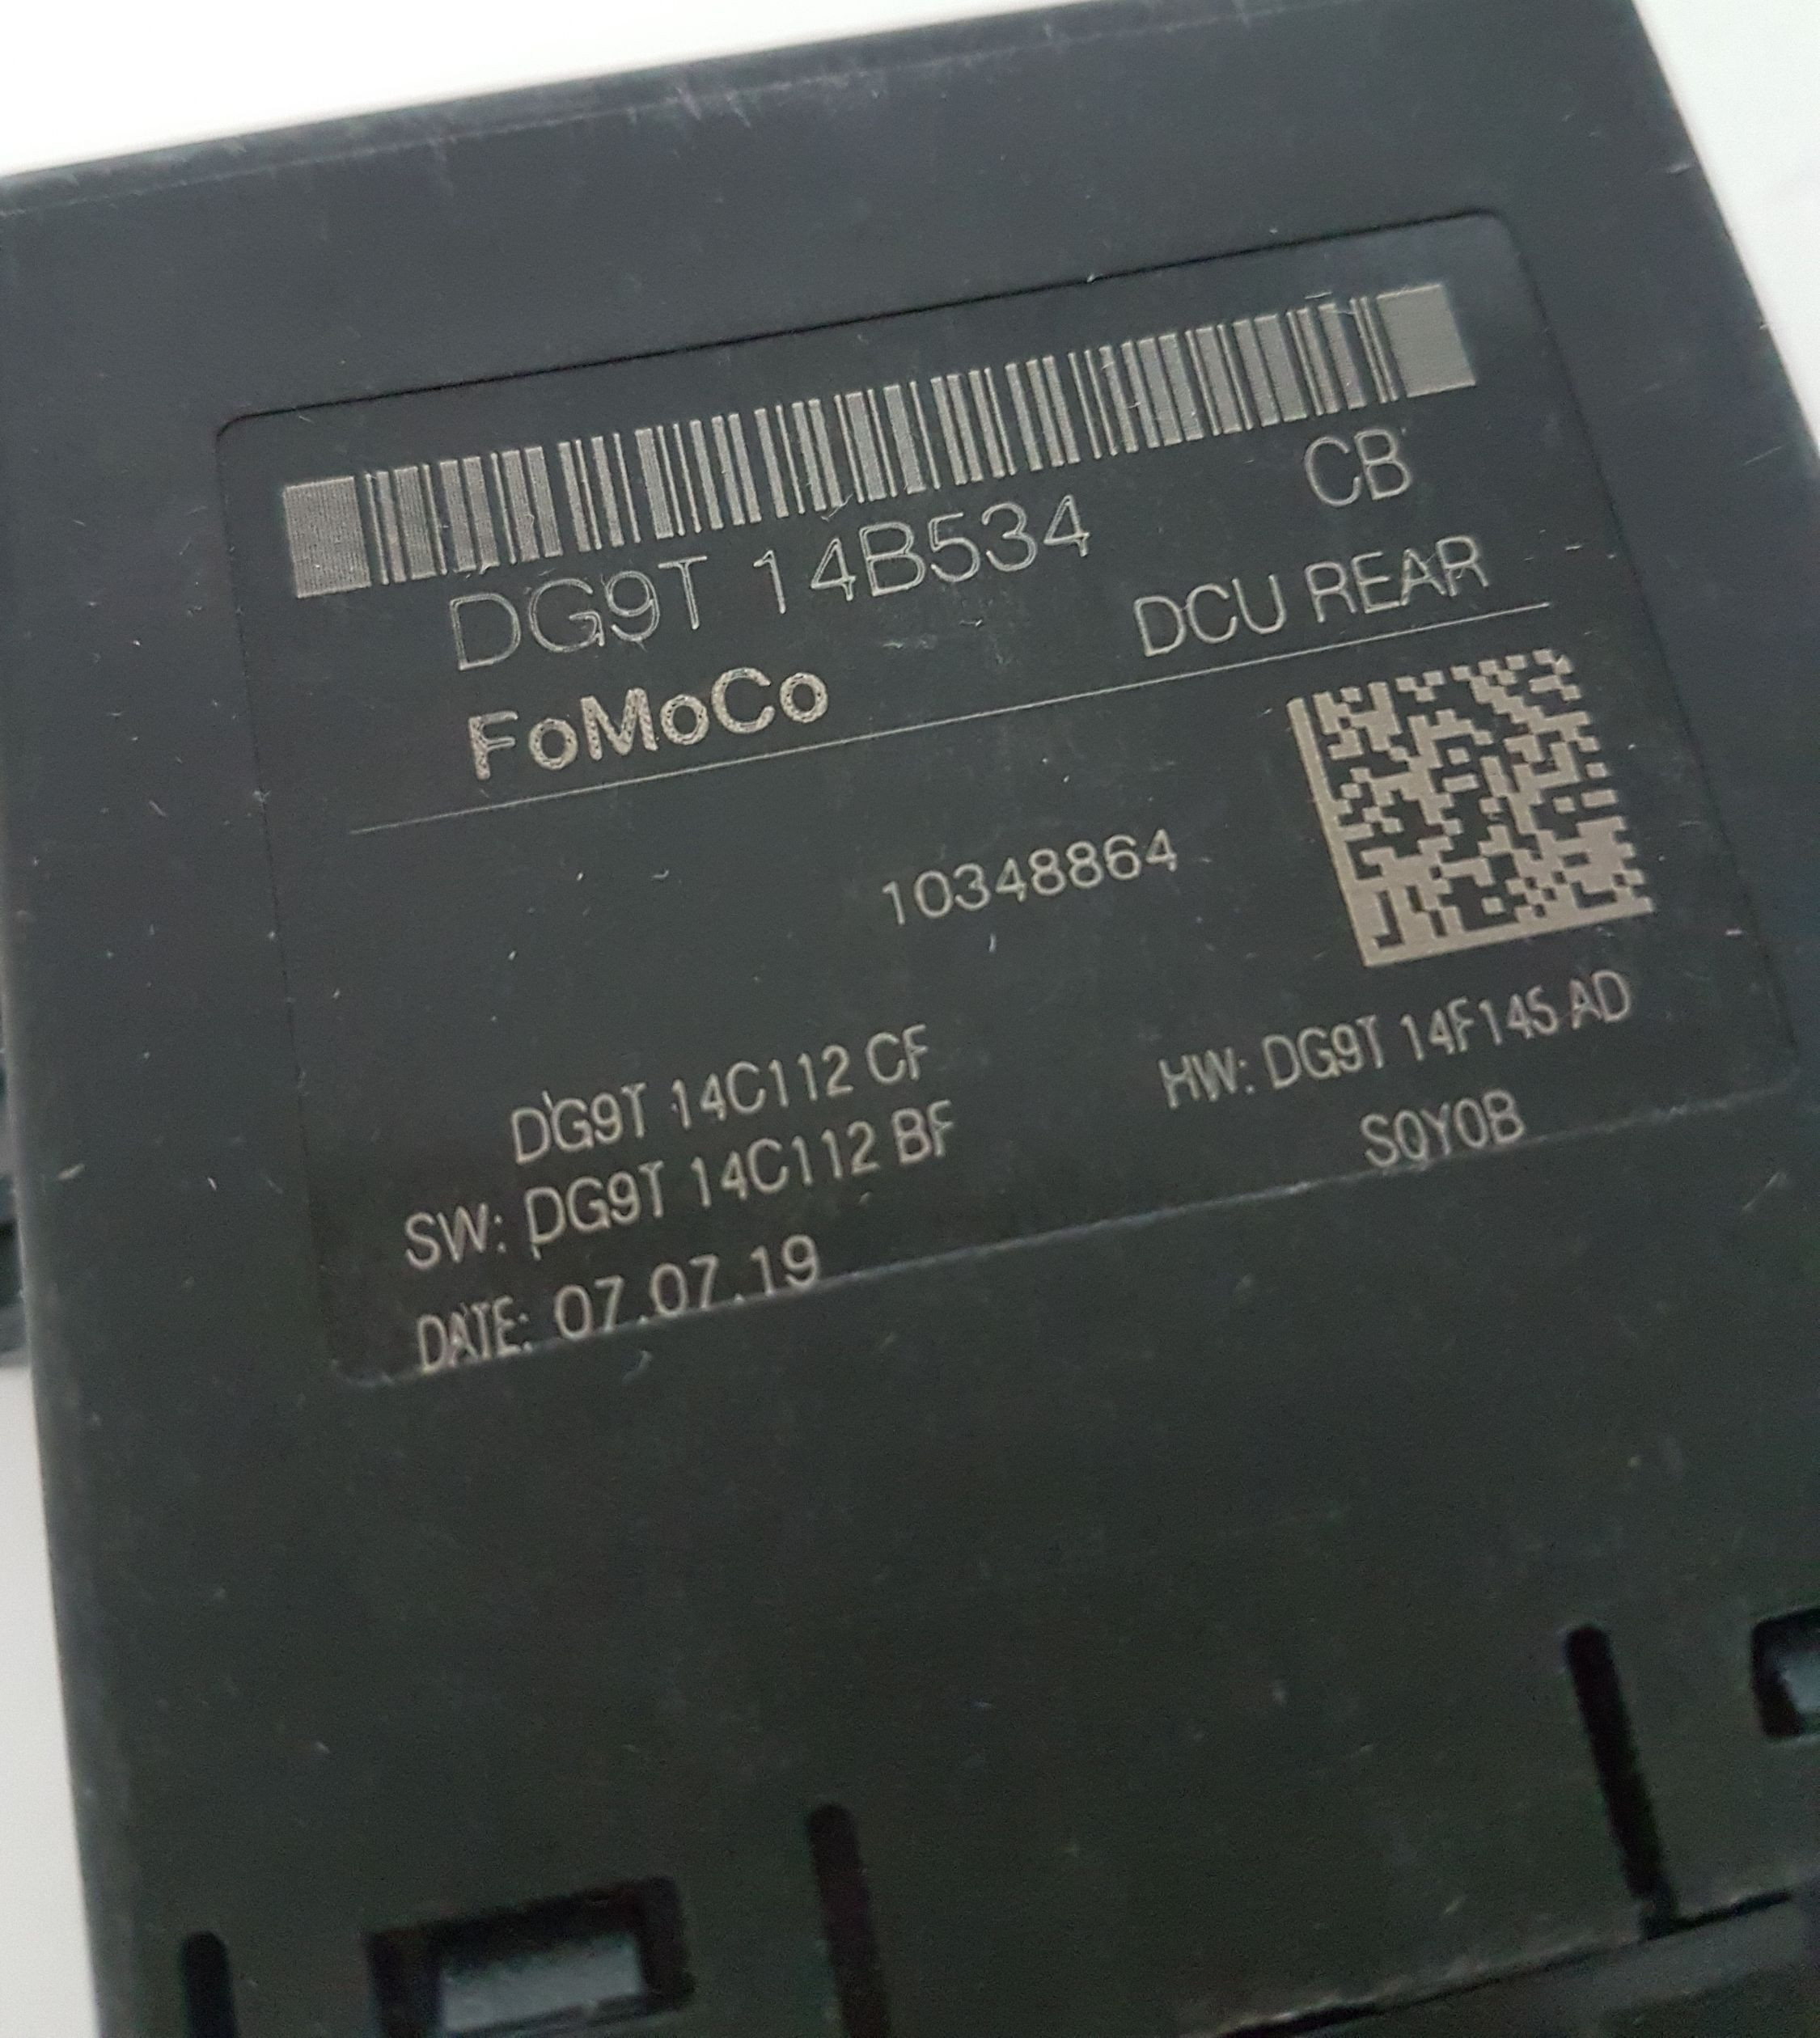 DG9T 14B534 CB
FoMoCo DCU REAR
10348864
DG9T 14C112 CF
SW: DG9T 14C112 BF
DATE: 07.07.19
HW: DG9T 14F145 AD
SQY0B